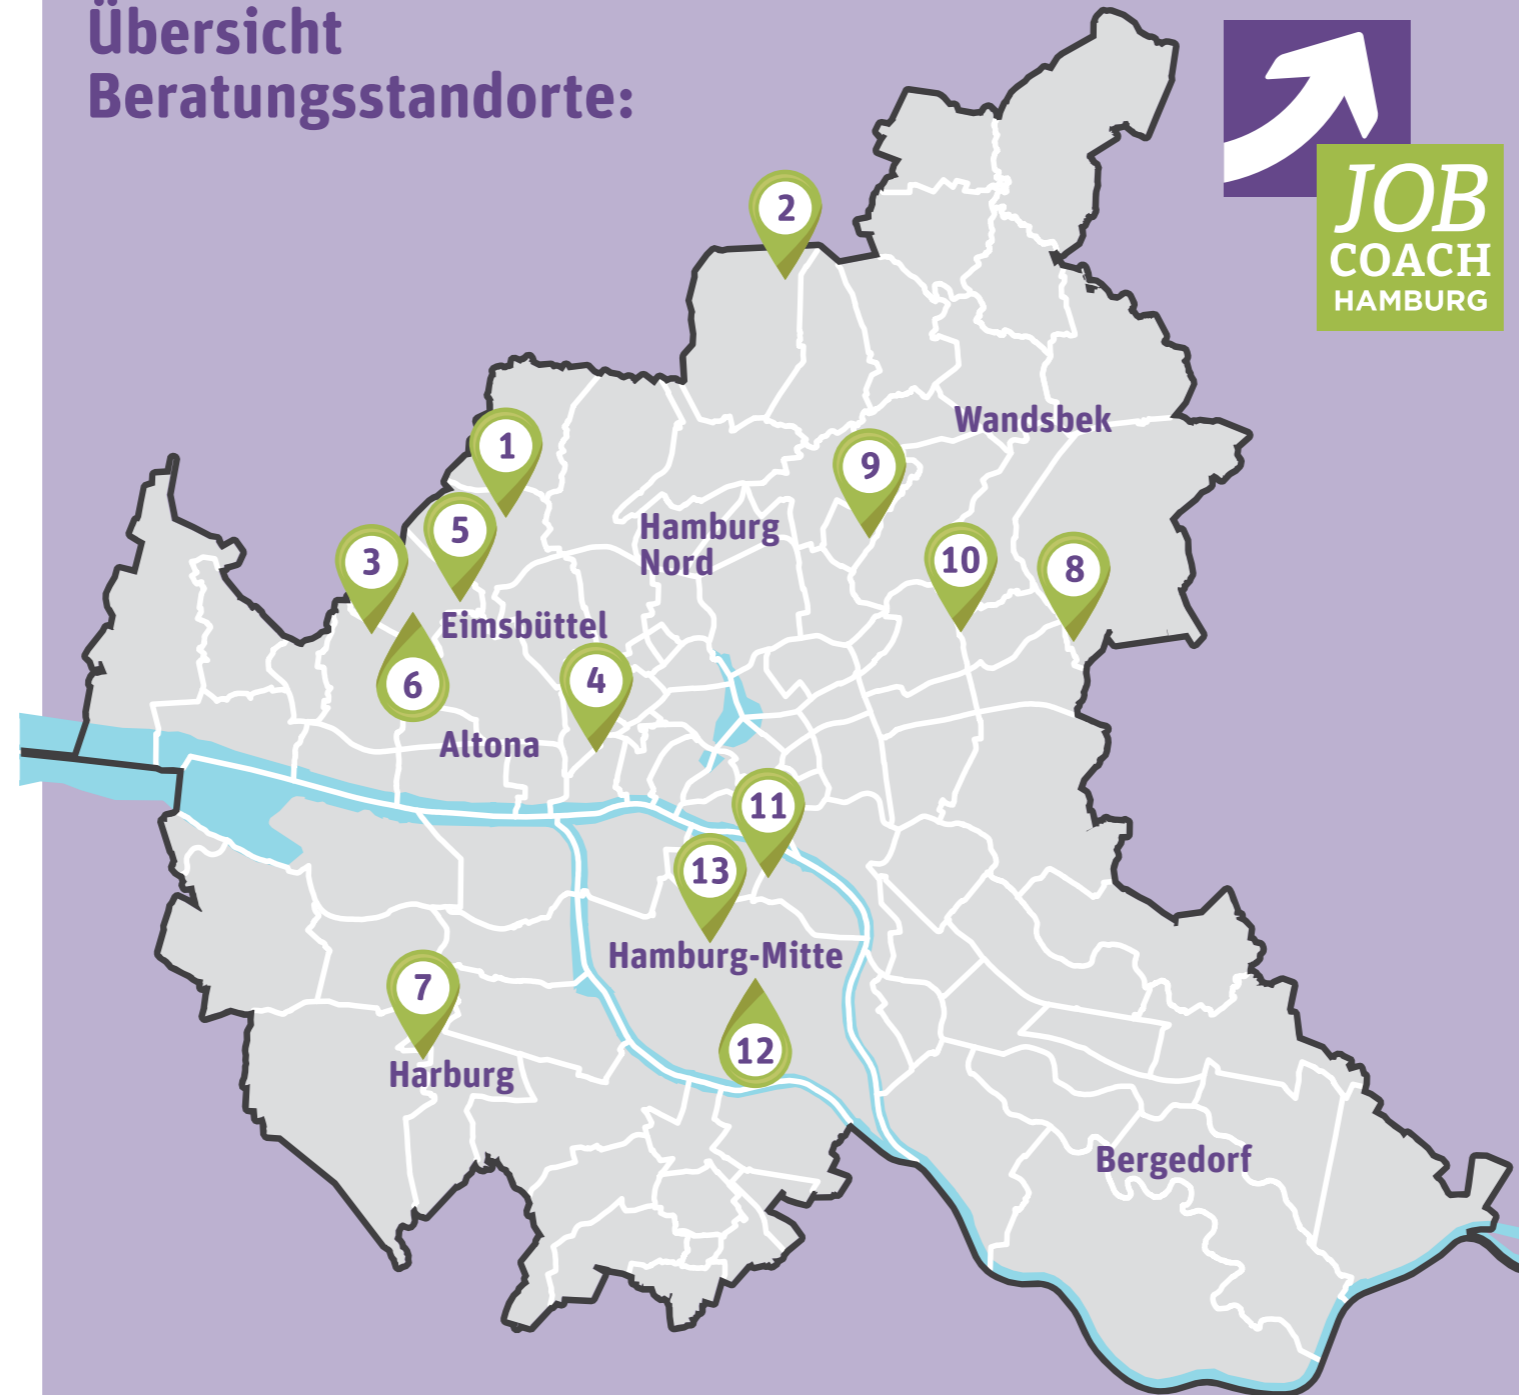 Übersicht
Beratungsstandorte:
JOB
COACH
HAMBURG
2
Wandsbek
1
9
Hamburg
Nord
5
3
10
8
Eimsbüttel
6
4
Altona
11
13
Hamburg-Mitte
7
12
Harburg
Bergedorf